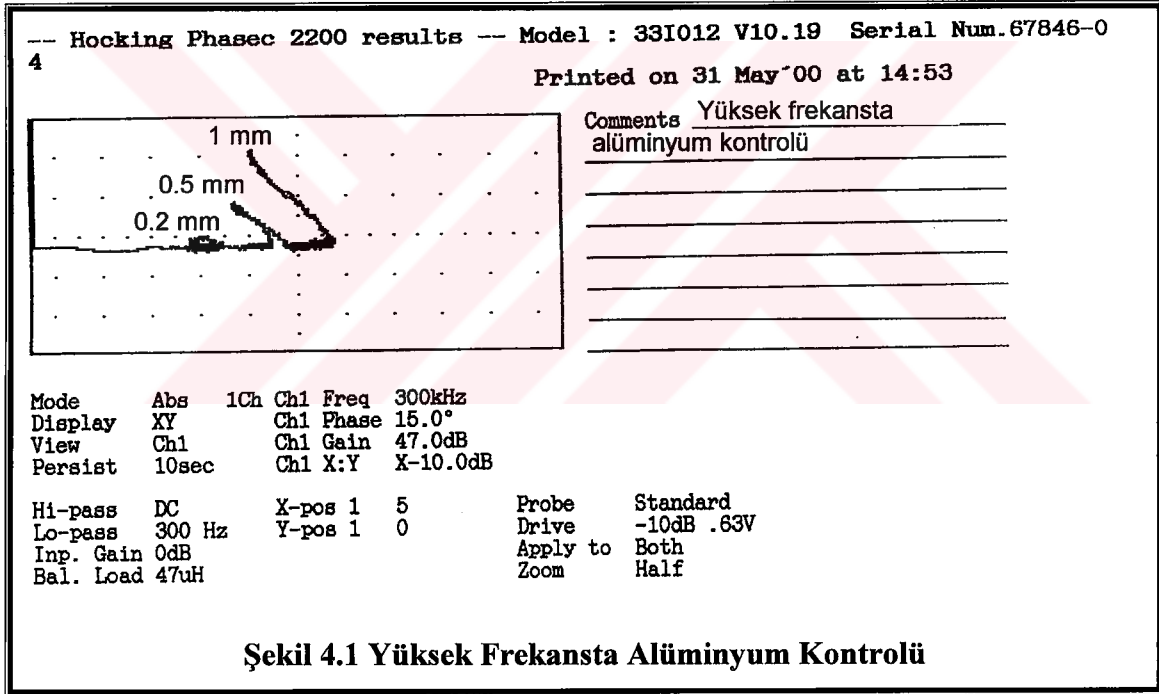 -- Hocking Phasec 2200 results -- Model : 33I012 V10.19 Serial Num.67846-0
4
Printed on 31 May´00 at 14:53
Comments Yüksek frekansta
alüminyum kontrolü
1 mm
0.5 mm
0.2 mm
Mode Abs 1Ch Ch1 Freq 300kHz
Display XY Ch1 Phase 15.0°
View Ch1 Ch1 Gain 47.0dB
Persist 10sec Ch1 X:Y X-10.0dB
Hi-pass DC X-pos 1 5 Probe Standard
Lo-pass 300 Hz Y-pos 1 0 Drive -10dB .63V
Inp. Gain 0dB Apply to Both
Bal. Load 47uH Zoom Half
Şekil 4.1 Yüksek Frekansta Alüminyum Kontrolü